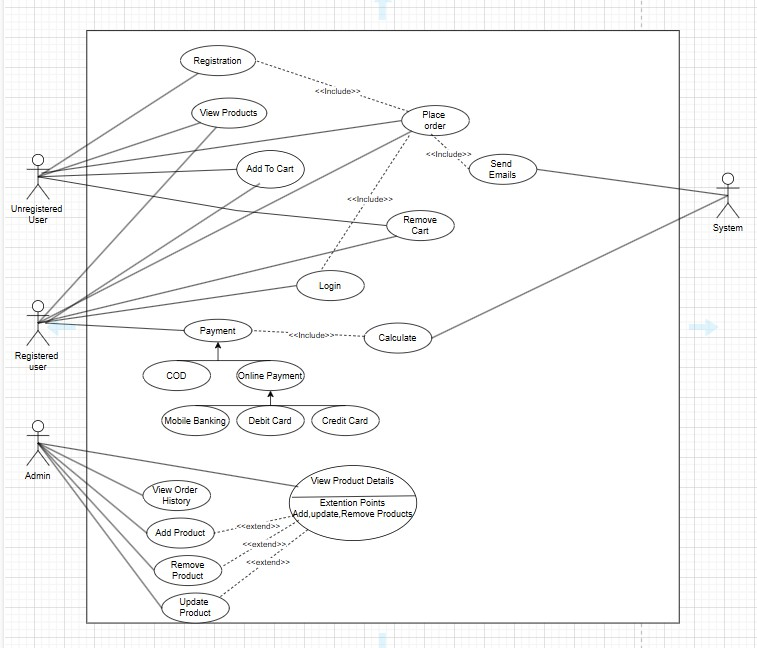 Registration
<<Include>>
View Products
Place
order
<<Include>>
Send
Emails
Add To Cart
<<Include>>
Unregistered
User
Remove
Cart
System
Login
Registered
user
Payment
<<Include>>
Calculate
COD
Online Payment
Mobile Banking
Debit Card
Credit Card
Admin
View Product Details
Extention Points
Add,update,Remove Products
View Order
History
Add Product
<<extend>>
<<extend>>
<<extend>>
Remove
Product
Update
Product